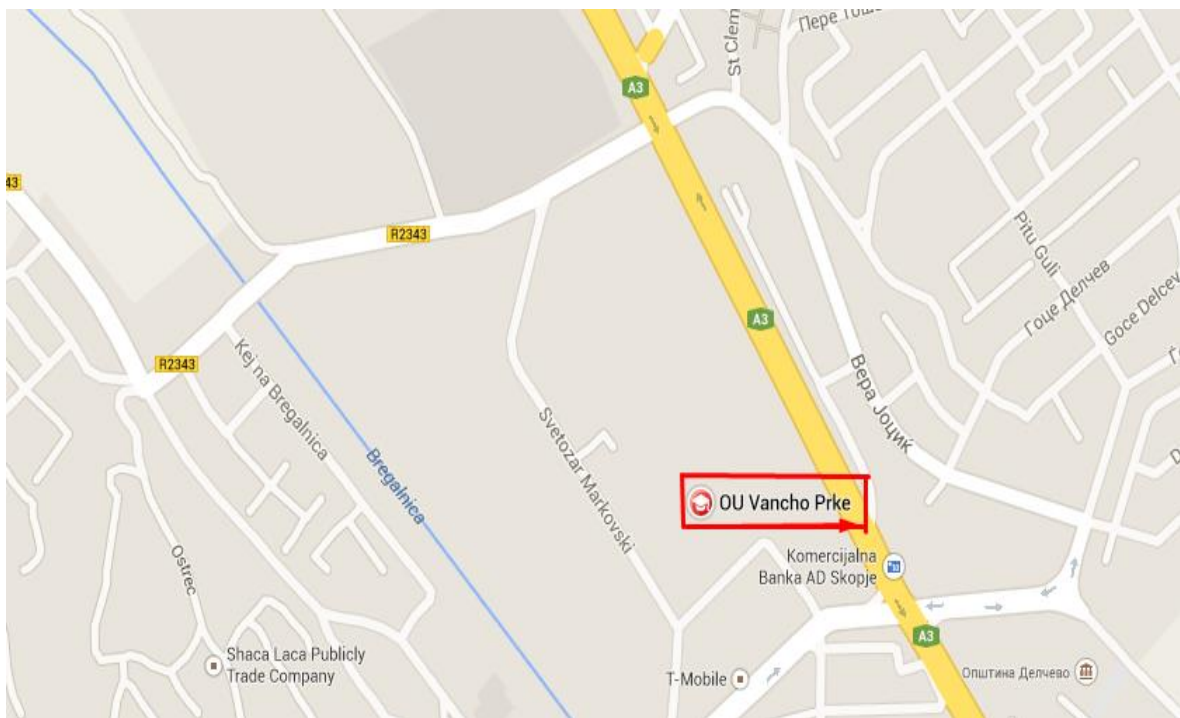 Пере Тоше
St Clem
A3
43
R2343
Pitu Guli
Гоце Делчев
Goce Delcev
A3
R2343
Kej na Bregalnica
Вера Јоциќ
Svetozar Markovski
Bregalnica
OU Vancho Prke
Ostrec
Komercijalna
Banka AD Skopje
A3
Shaca Laca Publicly
Trade Company
T-Mobile
Општина Делчево